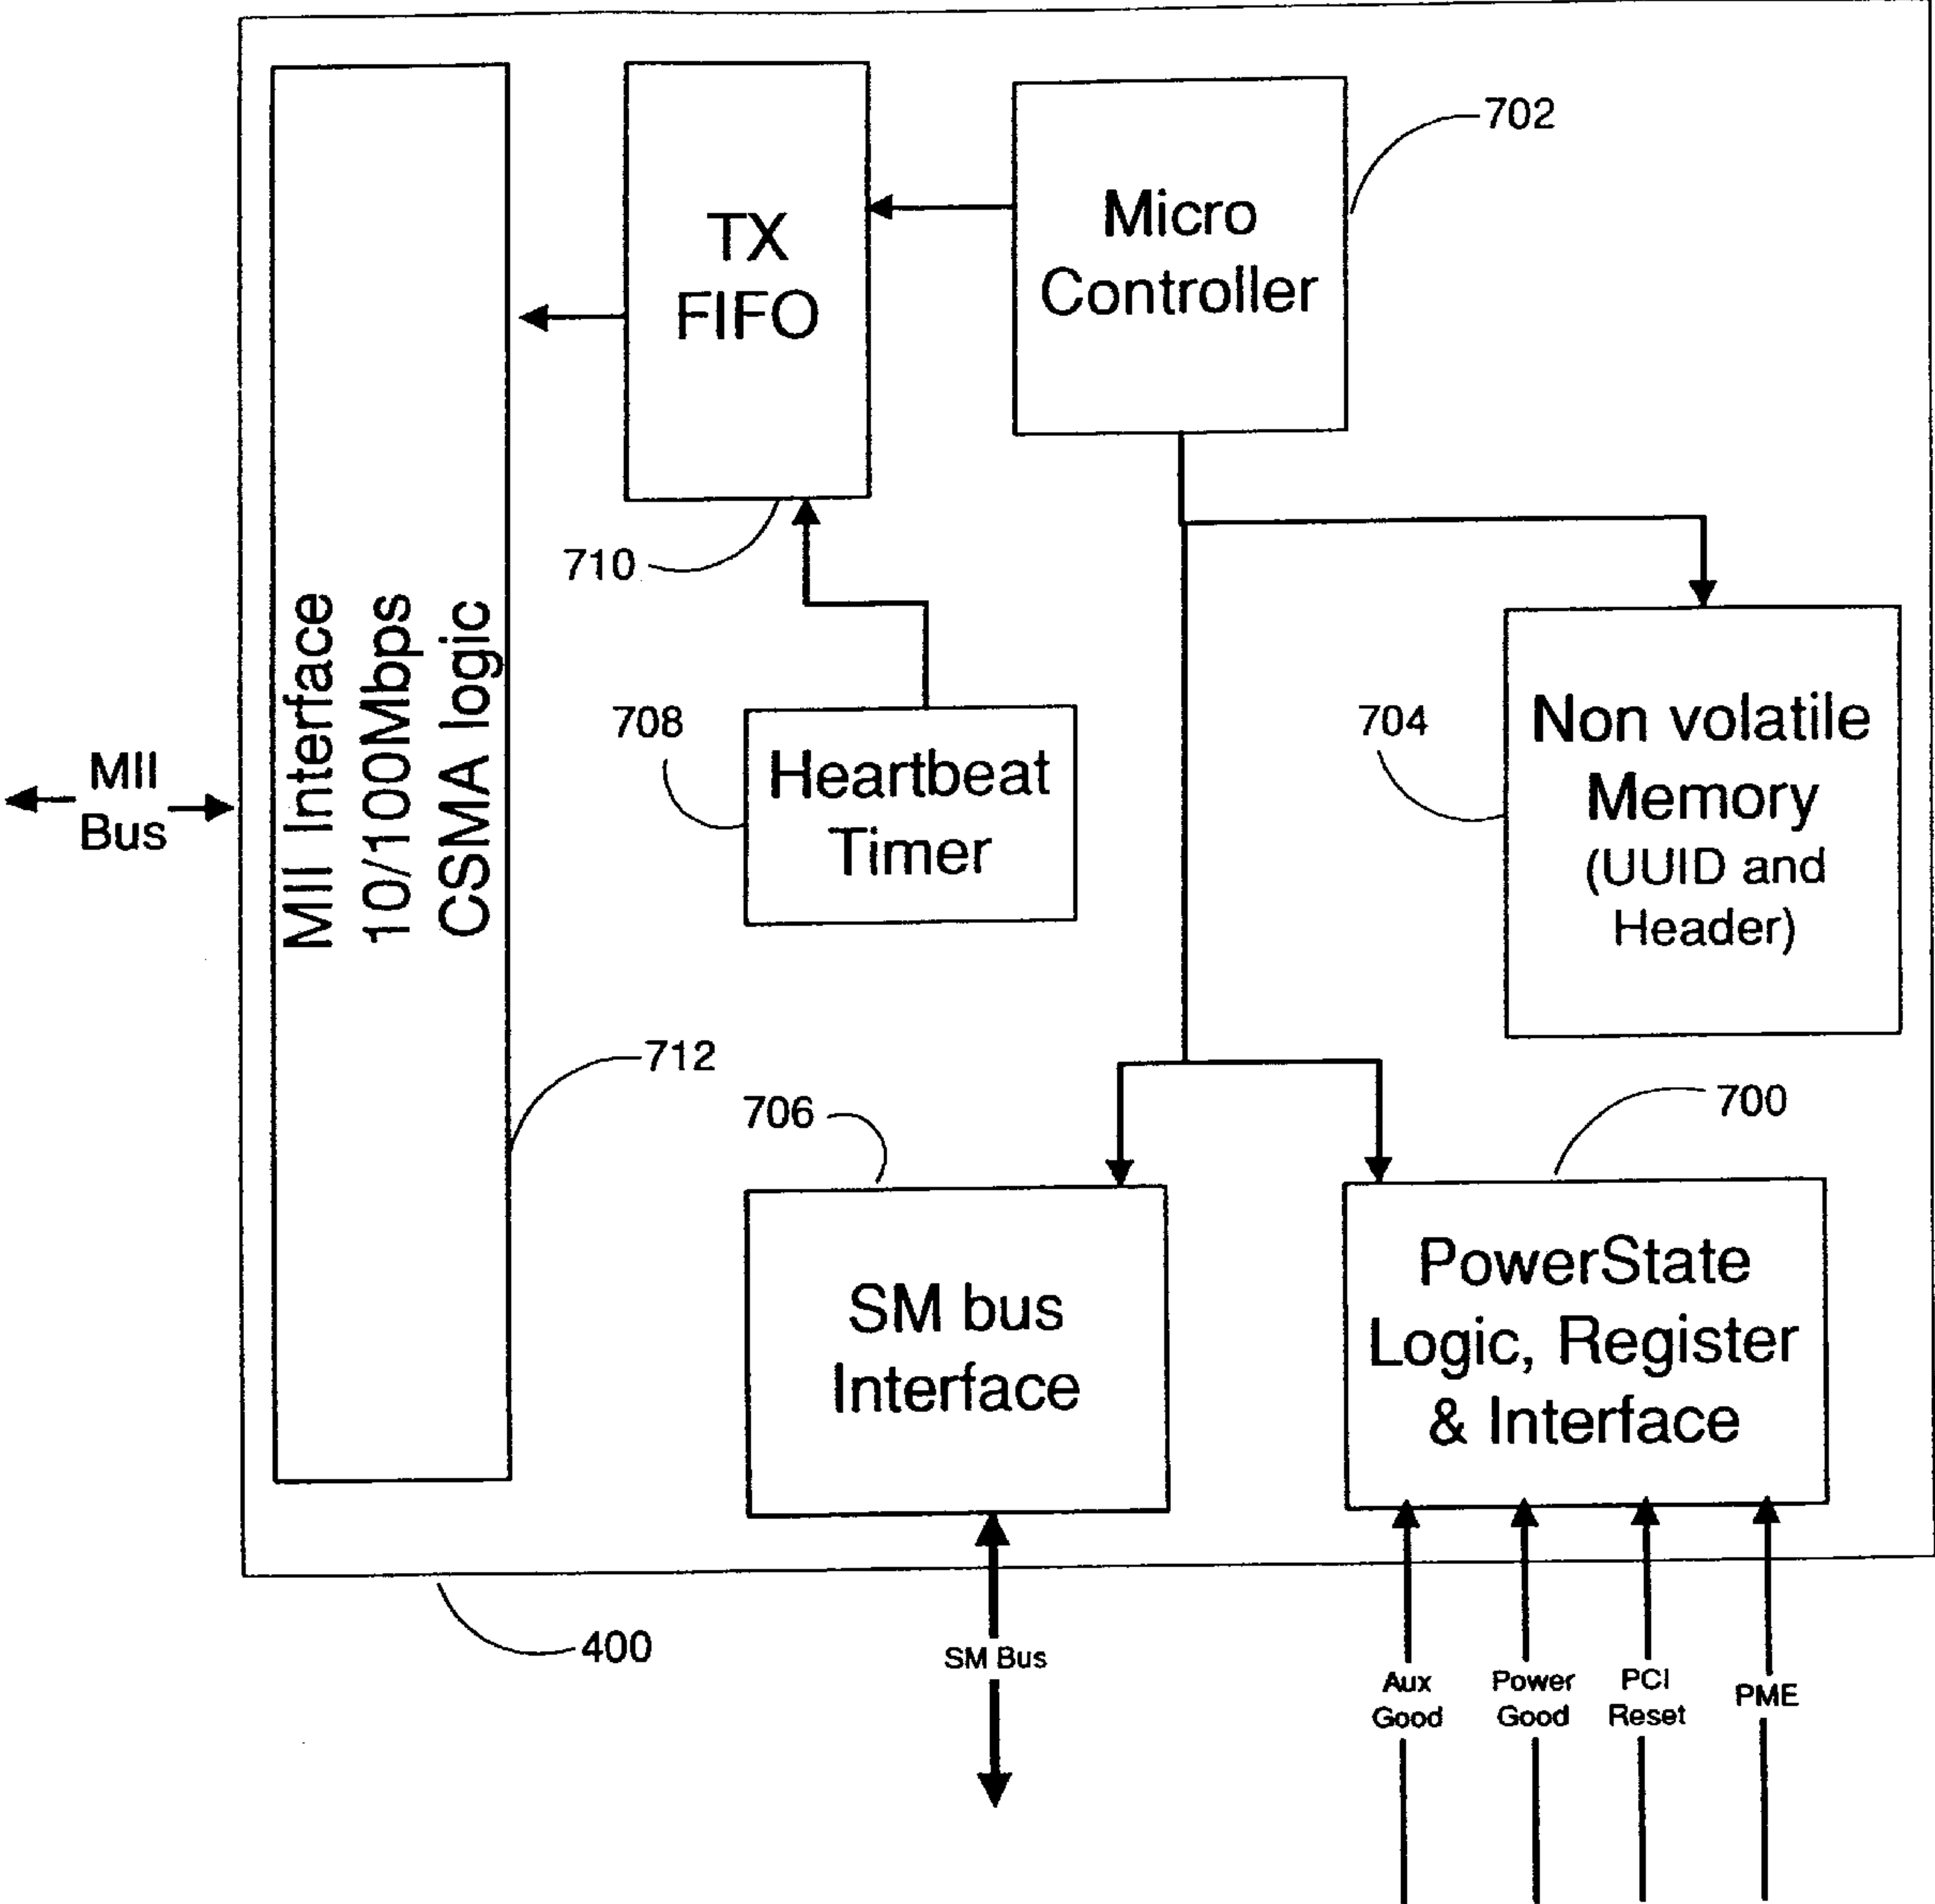 702
TX
FIFO
Micro
Controller
710
MII Interface
10/100Mbps
CSMA logic
MII
Bus
708
Heartbeat
Timer
704
Non volatile
Memory
(UUID and
Header)
712
706
700
SM bus
Interface
PowerState
Logic, Register
& Interface
400
SM Bus
Aux
Good
Power
Good
PCI
Reset
PME